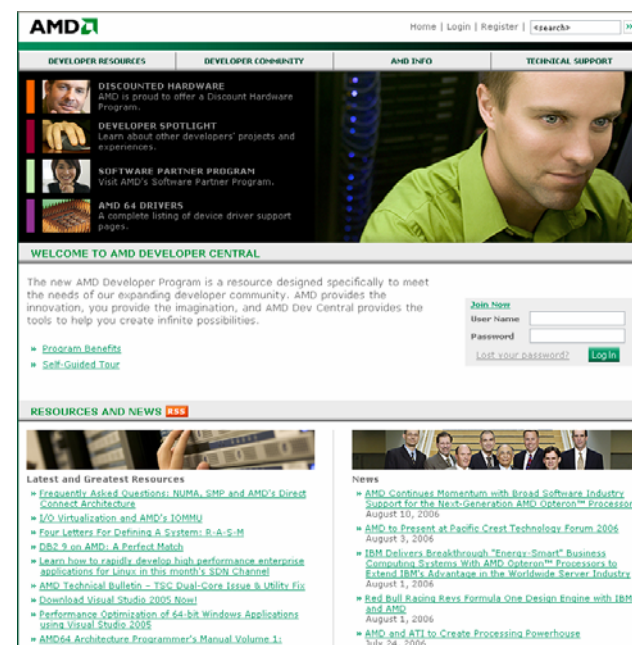 AMD
Home | Login | Register | <search> »
DEVELOPER RESOURCES
DEVELOPER COMMUNITY
AMD INFO
TECHNICAL SUPPORT
DISCOUNTED HARDWARE
AMD is proud to offer a Discount Hardware
Program.
DEVELOPER SPOTLIGHT
Learn about other developers' projects and
experiences.
SOFTWARE PARTNER PROGRAM
Visit AMD's Software Partner Program.
AMD 64 DRIVERS
A complete listing of device driver support
pages.
WELCOME TO AMD DEVELOPER CENTRAL
The new AMD Developer Program is a resource designed specifically to meet
the needs of our expanding developer community. AMD provides the
innovation, you provide the imagination, and AMD Dev Central provides the
tools to help you create infinite possibilities.
» Program Benefits
» Self-Guided Tour
Join Now
User Name
Password
Lost your password?
Log In
RESOURCES AND NEWS RSS
Latest and Greatest Resources
» Frequently Asked Questions: NUMA, SMP and AMD's Direct
Connect Architecture
» I/O Virtualization and AMD's IOMMU
» Four Letters For Defining A System: R-A-S-M
» DB2 9 on AMD: A Perfect Match
» Learn how to rapidly develop high performance enterprise
applications for Linux in this month's SDN Channel
» AMD Technical Bulletin – TSC Dual-Core Issue & Utility Fix
» Download Visual Studio 2005 Now!
» Performance Optimization of 64-bit Windows Applications
using Visual Studio 2005
» AMD64 Architecture Programmer's Manual Volume 1:
News
» AMD Continues Momentum with Broad Software Industry
Support for the Next-Generation AMD Opteron™ Processor
August 10, 2006
» AMD to Present at Pacific Crest Technology Forum 2006
August 3, 2006
» IBM Delivers Breakthrough "Energy-Smart" Business
Computing Systems With AMD Opteron™ Processors to
Extend IBM's Advantage in the Worldwide Server Industry
August 1, 2006
» Red Bull Racing Revs Formula One Design Engine with IBM
and AMD
August 1, 2006
» AMD and ATI to Create Processing Powerhouse
July 24, 2006